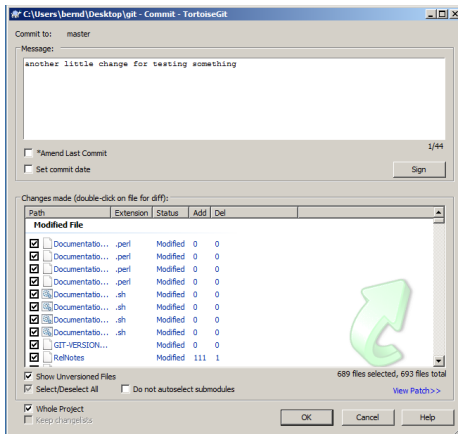 C:\Users\bernd\Desktop\git - Commit - TortoiseGit
Commit to: master
Message:
another little change for testing something
1/44
*Amend Last Commit
Set commit date
Sign
Changes made (double-click on file for diff):
Path Extension Status Add Del
Modified File
Documentatio... .perl Modified 0 0
Documentatio... .perl Modified 0 0
Documentatio... .perl Modified 0 0
Documentatio... .perl Modified 0 0
Documentatio... .sh Modified 0 0
Documentatio... .sh Modified 0 0
Documentatio... .sh Modified 0 0
Documentatio... .sh Modified 0 0
GIT-VERSION... Modified 0 0
RelNotes Modified 111 1
Show Unversioned Files
689 files selected, 693 files total
Select/Deselect All Do not autoselect submodules
View Patch>>
Whole Project
Keep changelists
OK Cancel Help